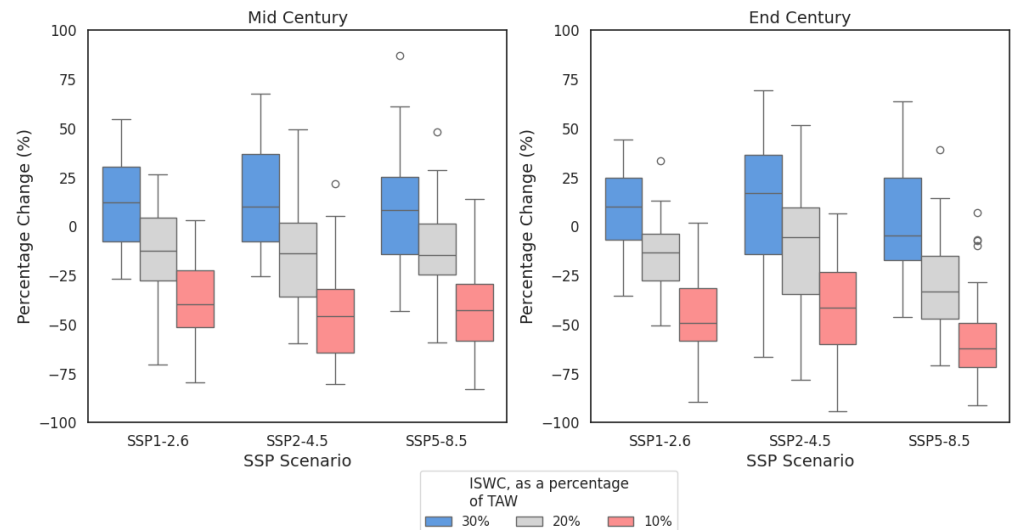 Mid Century
Percentage Change (%)
100
75
50
25
0
−25
−50
−75
−100
SSP1-2.6
SSP2-4.5
SSP5-8.5
SSP Scenario
End Century
Percentage Change (%)
100
75
50
25
0
−25
−50
−75
−100
SSP1-2.6
SSP2-4.5
SSP5-8.5
SSP Scenario
ISWC, as a percentage
of TAW
30%
20%
10%